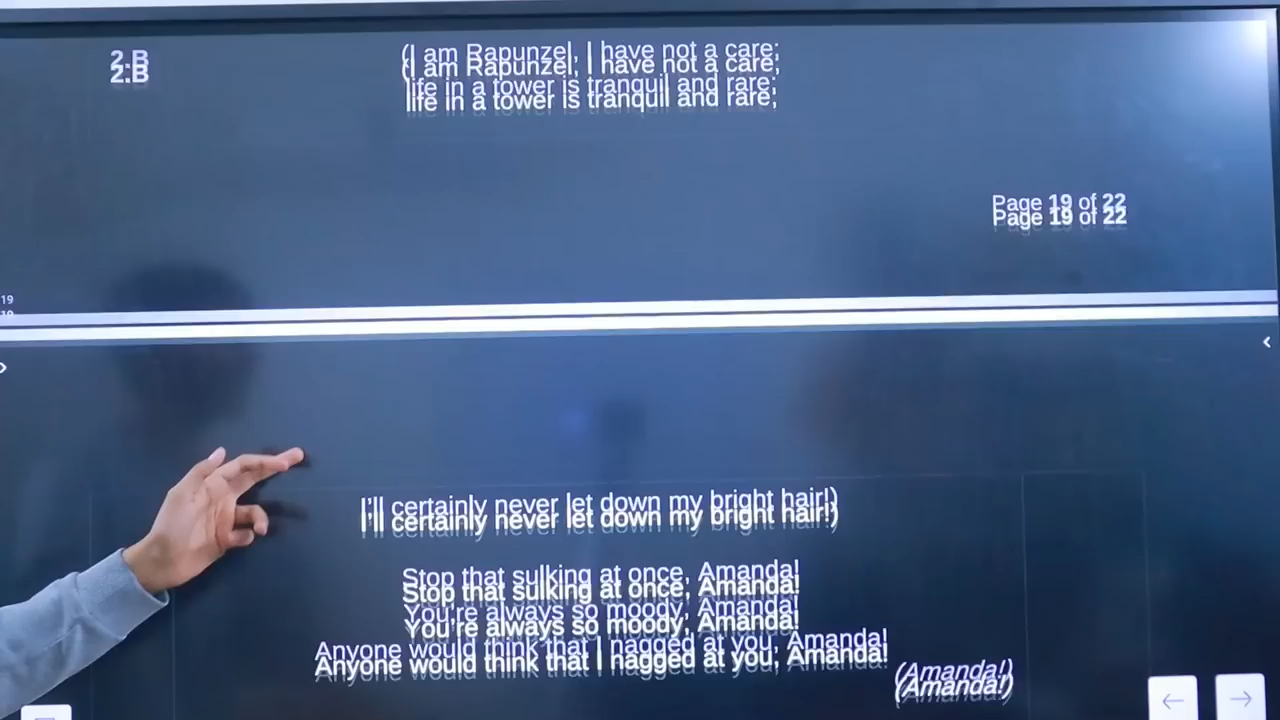 2.B
(I am Rapunzel, I have not a care;
life in a tower is tranquil and rare;
Page 19 of 22
19
I'll certainly never let down my bright hair!)
Stop that sulking at once, Amanda!
You're always so moody, Amanda!
Anyone would think that I nagged at you, Amanda!
(Amanda!)